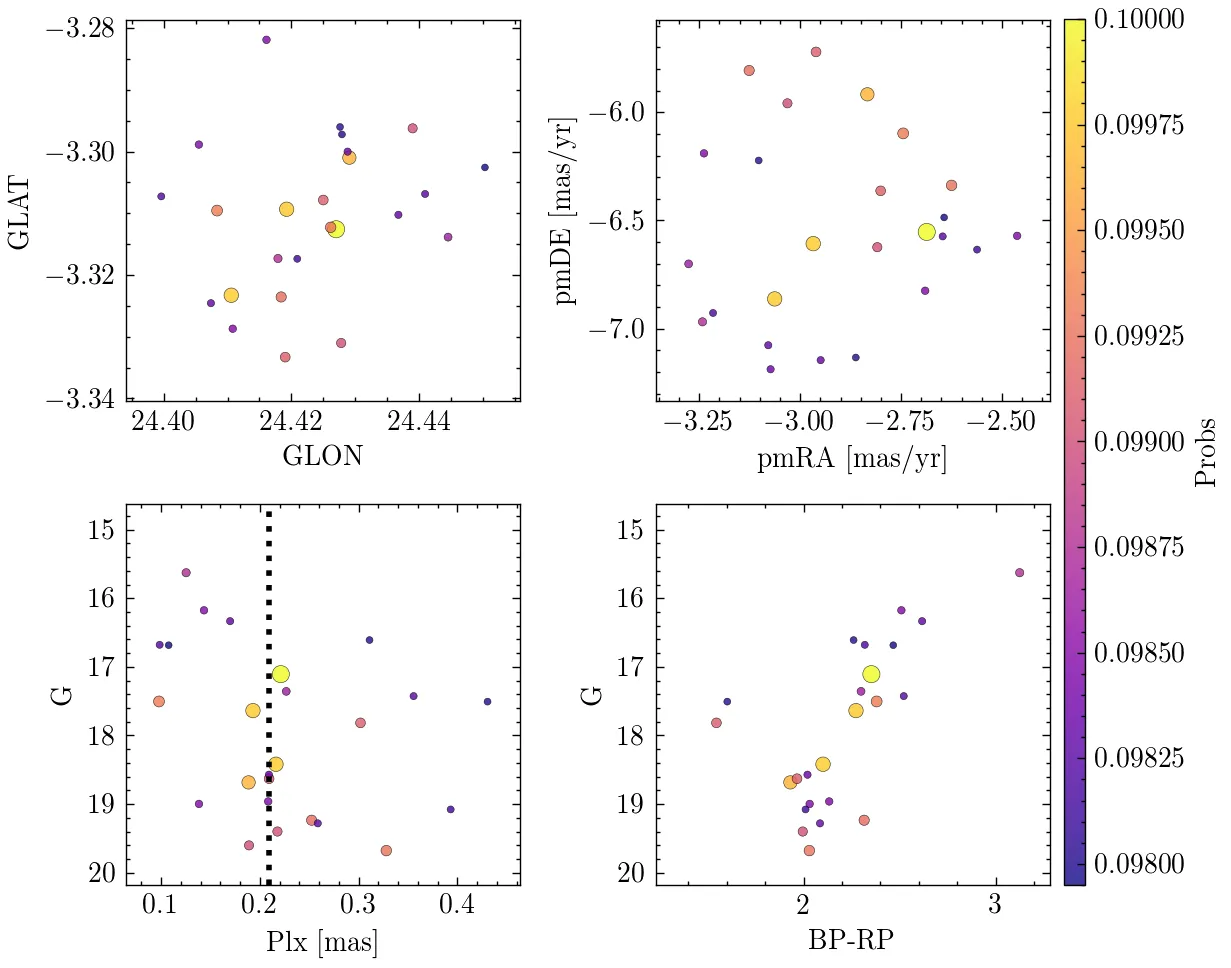 −3.28
−3.30
−3.32
−3.34
GLAT
24.40 24.42 24.44
GLON
−6.0
−6.5
−7.0
pmDE [mas/yr]
−3.25 −3.00 −2.75 −2.50
pmRA [mas/yr]
15
16
17
18
19
20
G
0.1 0.2 0.3 0.4
Plx [mas]
15
16
17
18
19
20
G
2 3
BP-RP
0.10000
0.09975
0.09950
0.09925
0.09900
0.09875
0.09850
0.09825
0.09800
Probs